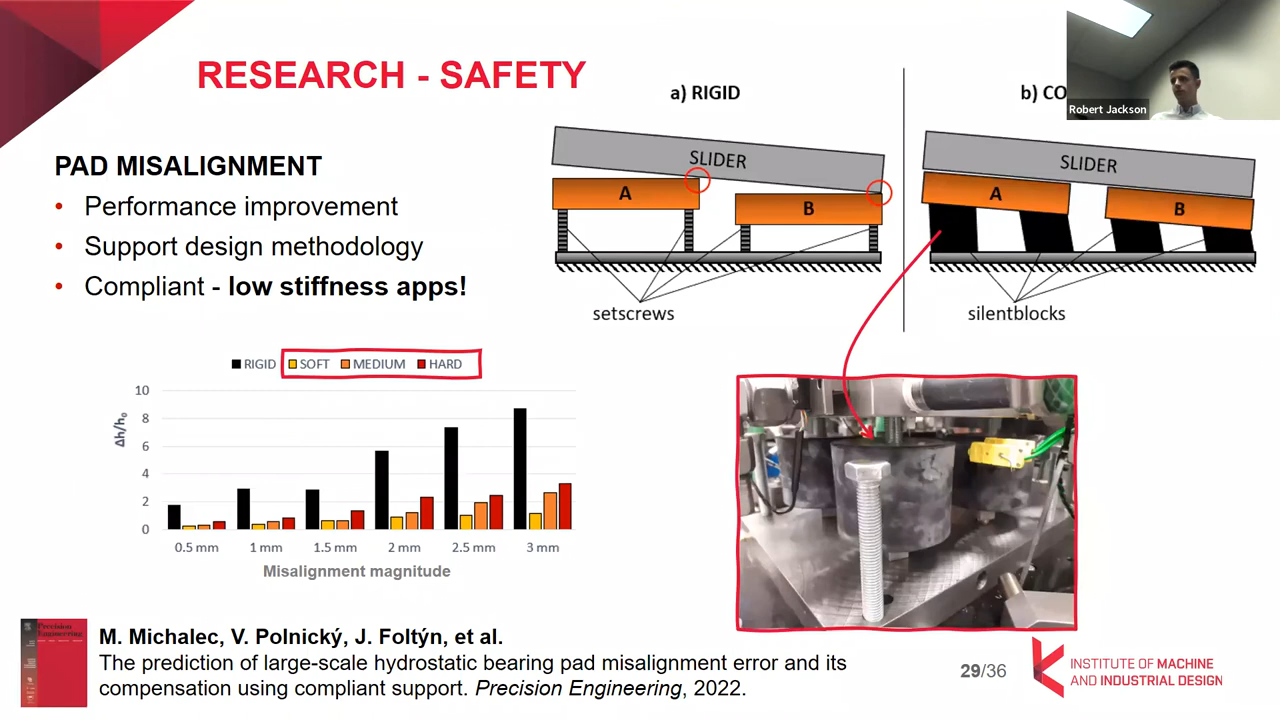 RESEARCH - SAFETY
Robert Jackson
PAD MISALIGNMENT
• Performance improvement
• Support design methodology
• Compliant - low stiffness apps!
a) RIGID
SLIDER
A
B
setscrews
b) CO
SLIDER
A
B
silentblocks
RIGID SOFT MEDIUM HARD
Δh/h₀
10
8
6
4
2
0
0.5 mm 1 mm 1.5 mm 2 mm 2.5 mm 3 mm
Misalignment magnitude
Precision
Engineering
M. Michalec, V. Polnický, J. Foltýn, et al.
The prediction of large-scale hydrostatic bearing pad misalignment error and its
compensation using compliant support. Precision Engineering, 2022.
29/36
INSTITUTE OF MACHINE
AND INDUSTRIAL DESIGN